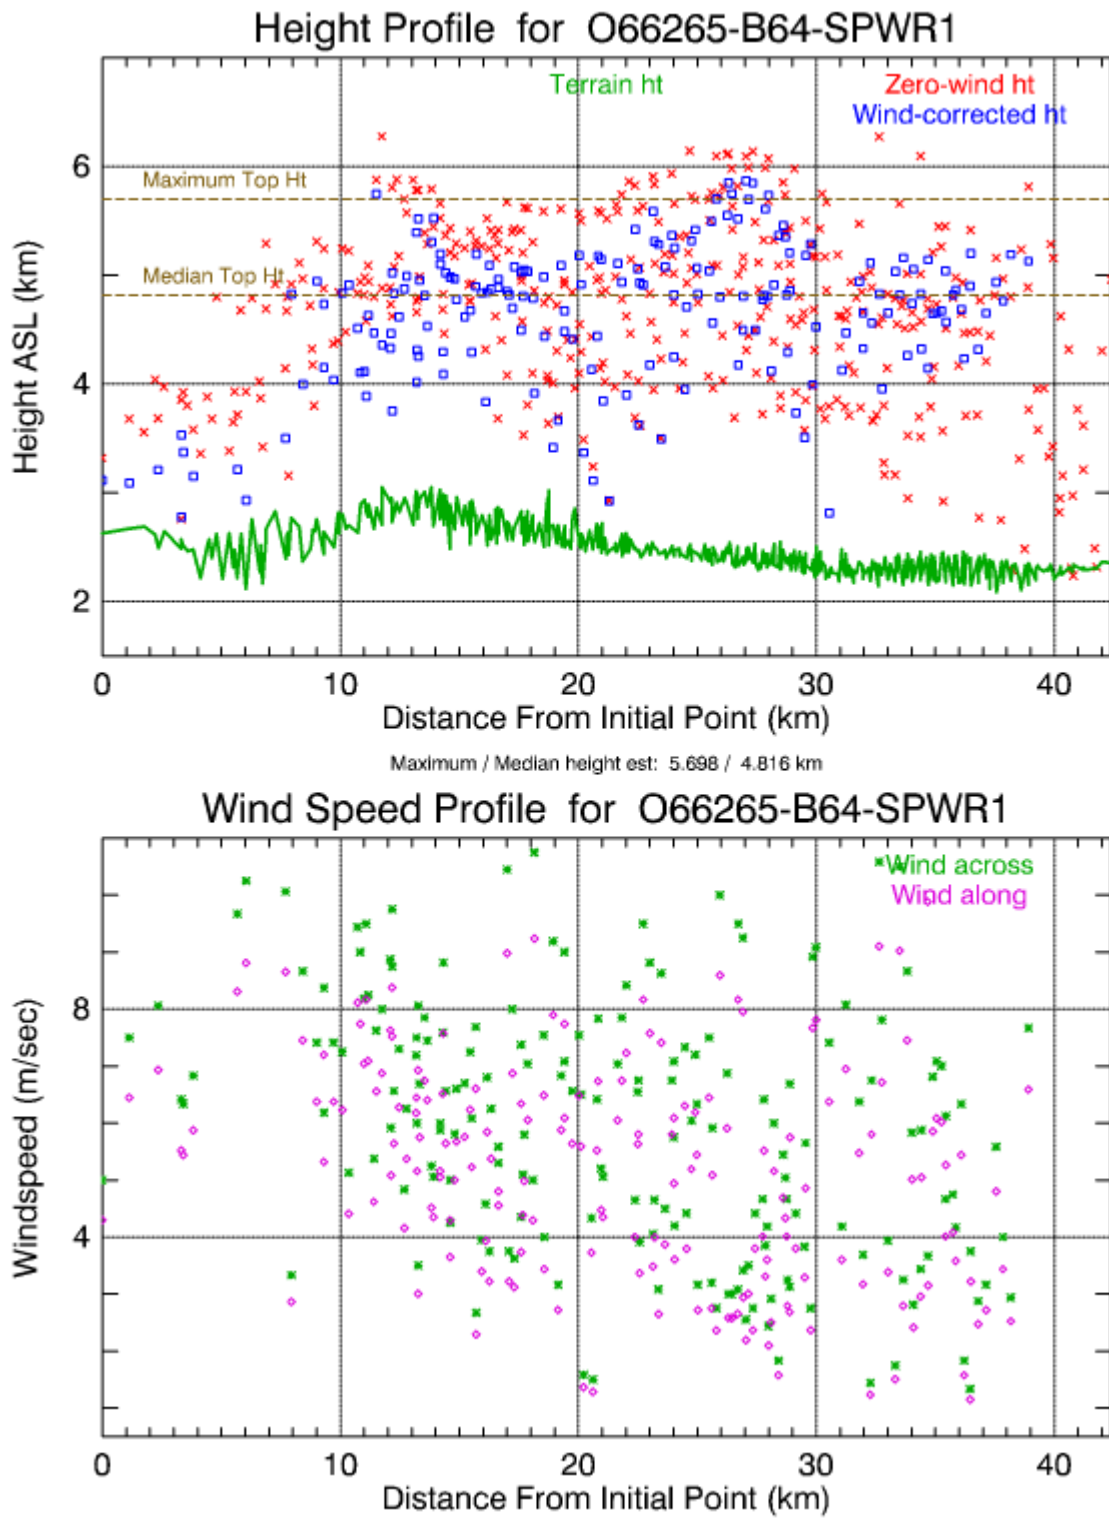 Height Profile for O66265-B64-SPWR1
Terrain ht
Zero-wind ht
Wind-corrected ht
Maximum Top Ht
Median Top Ht
Height ASL (km)
6
4
2
0 10 20 30 40
Distance From Initial Point (km)
Maximum / Median height est: 5.698 / 4.816 km
Wind Speed Profile for O66265-B64-SPWR1
Wind across
Wind along
Windspeed (m/sec)
8
4
0 10 20 30 40
Distance From Initial Point (km)